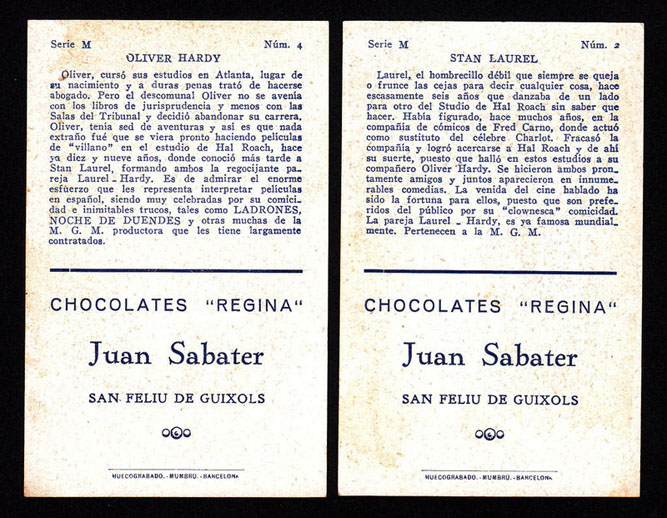 Serie M Núm. 4
OLIVER HARDY
Oliver, cursó sus estudios en Atlanta, lugar de
su nacimiento y a duras penas trató de hacerse
abogado. Pero el descomunal Oliver no se avenía
con los libros de jurisprudencia y menos con las
Salas del Tribunal y decidió abandonar su carrera.
Oliver, tenía sed de aventuras y así es que nada
extraño fué que se viera pronto haciendo películas
de "villano" en el estudio de Hal Roach, hace
ya diez y nueve años, donde conoció más tarde a
Stan Laurel, formando ambos la regocijante pa-
reja Laurel - Hardy. Es de admirar el enorme
esfuerzo que les representa interpretar películas
en español, siendo muy celebradas por su comici-
dad e inimitables trucos, tales como LADRONES,
NOCHE DE DUENDES y otras muchas de la
M. G. M. productora que les tiene largamente
contratados.
CHOCOLATES "REGINA"
Juan Sabater
SAN FELIU DE GUIXOLS
HUECOGRABADO.-MUMBRÚ.-BARCELONA
Serie M Núm. 2
STAN LAUREL
Laurel, el hombrecillo débil que siempre se queja
o frunce las cejas para decir cualquier cosa, hace
escasamente seis años que danzaba de un lado
para otro del Studio de Hal Roach sin saber que
hacer. Había figurado, hace muchos años, en la
compañía de cómicos de Fred Carno, donde actuó
como sustituto del célebre Charlot. Fracasó la
compañía y logró acercarse a Hal Roach y de ahí
su suerte, puesto que halló en estos estudios a su
compañero Oliver Hardy. Se hicieron ambos pron-
tamente amigos y juntos aparecieron en innume-
rables comedias. La venida del cine hablado ha
sido la fortuna para ellos, puesto que son prefe-
ridos del público por su "clownesca" comicidad.
La pareja Laurel - Hardy, es ya famosa mundial-
mente. Pertenecen a la M. G. M.
CHOCOLATES "REGINA"
Juan Sabater
SAN FELIU DE GUIXOLS
HUECOGRABADO.-MUMBRÚ.-BARCELONA